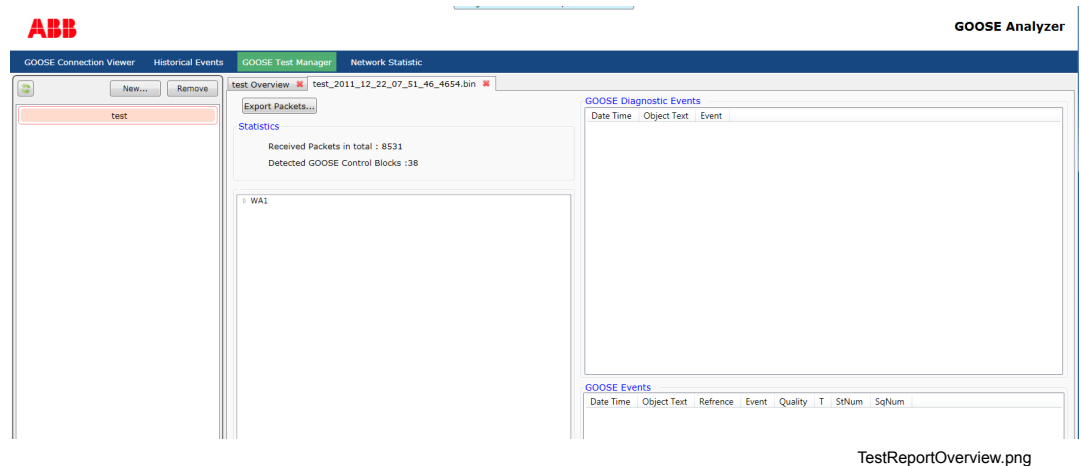 ABB
GOOSE Analyzer
GOOSE Connection Viewer Historical Events GOOSE Test Manager Network Statistic
New... Remove
test
test Overview test_2011_12_22_07_51_46_4654.bin
Export Packets...
Statistics
Received Packets in total : 8531
Detected GOOSE Control Blocks :38
WA1
GOOSE Diagnostic Events
Date Time Object Text Event
GOOSE Events
Date Time Object Text Refrence Event Quality T StNum SqNum
TestReportOverview.png